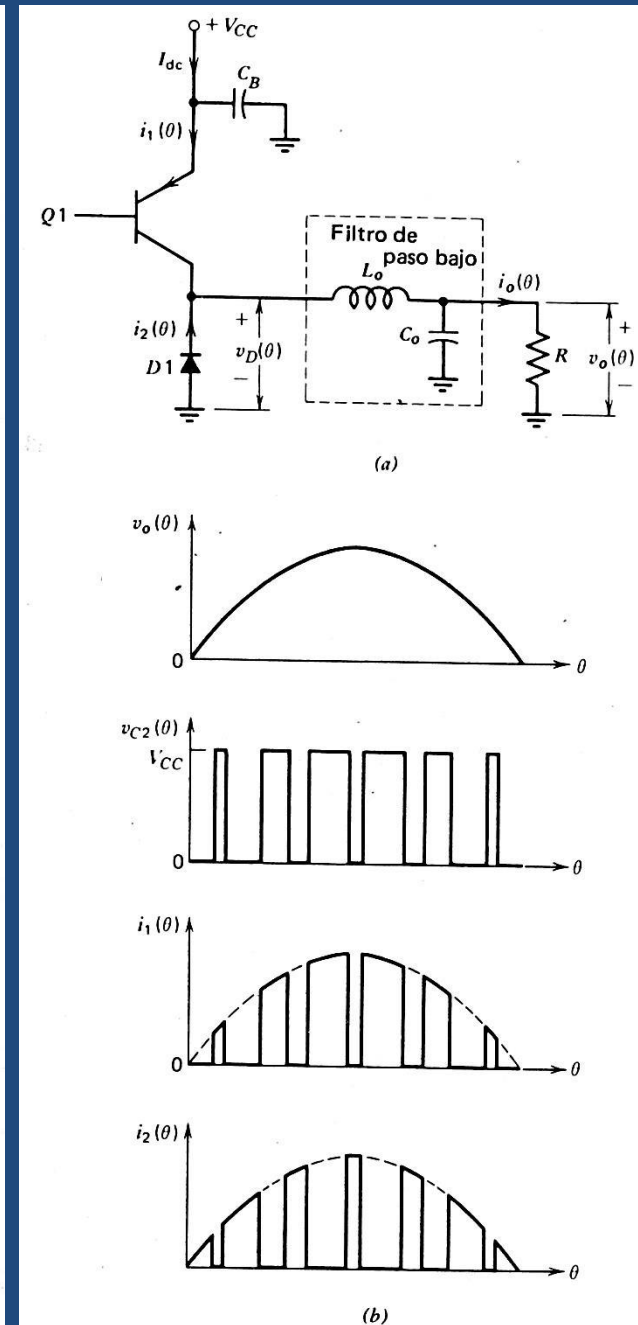 + V_CC
I_dc
C_B
i_1(θ)
Q1
Filtro de
paso bajo
L_o
i_o(θ)
i_2(θ)
+
v_D(θ)
−
C_o
R
+
v_o(θ)
−
D1
(a)
v_o(θ)
0
θ
v_C2(θ)
V_CC
0
θ
i_1(θ)
0
θ
i_2(θ)
θ
(b)